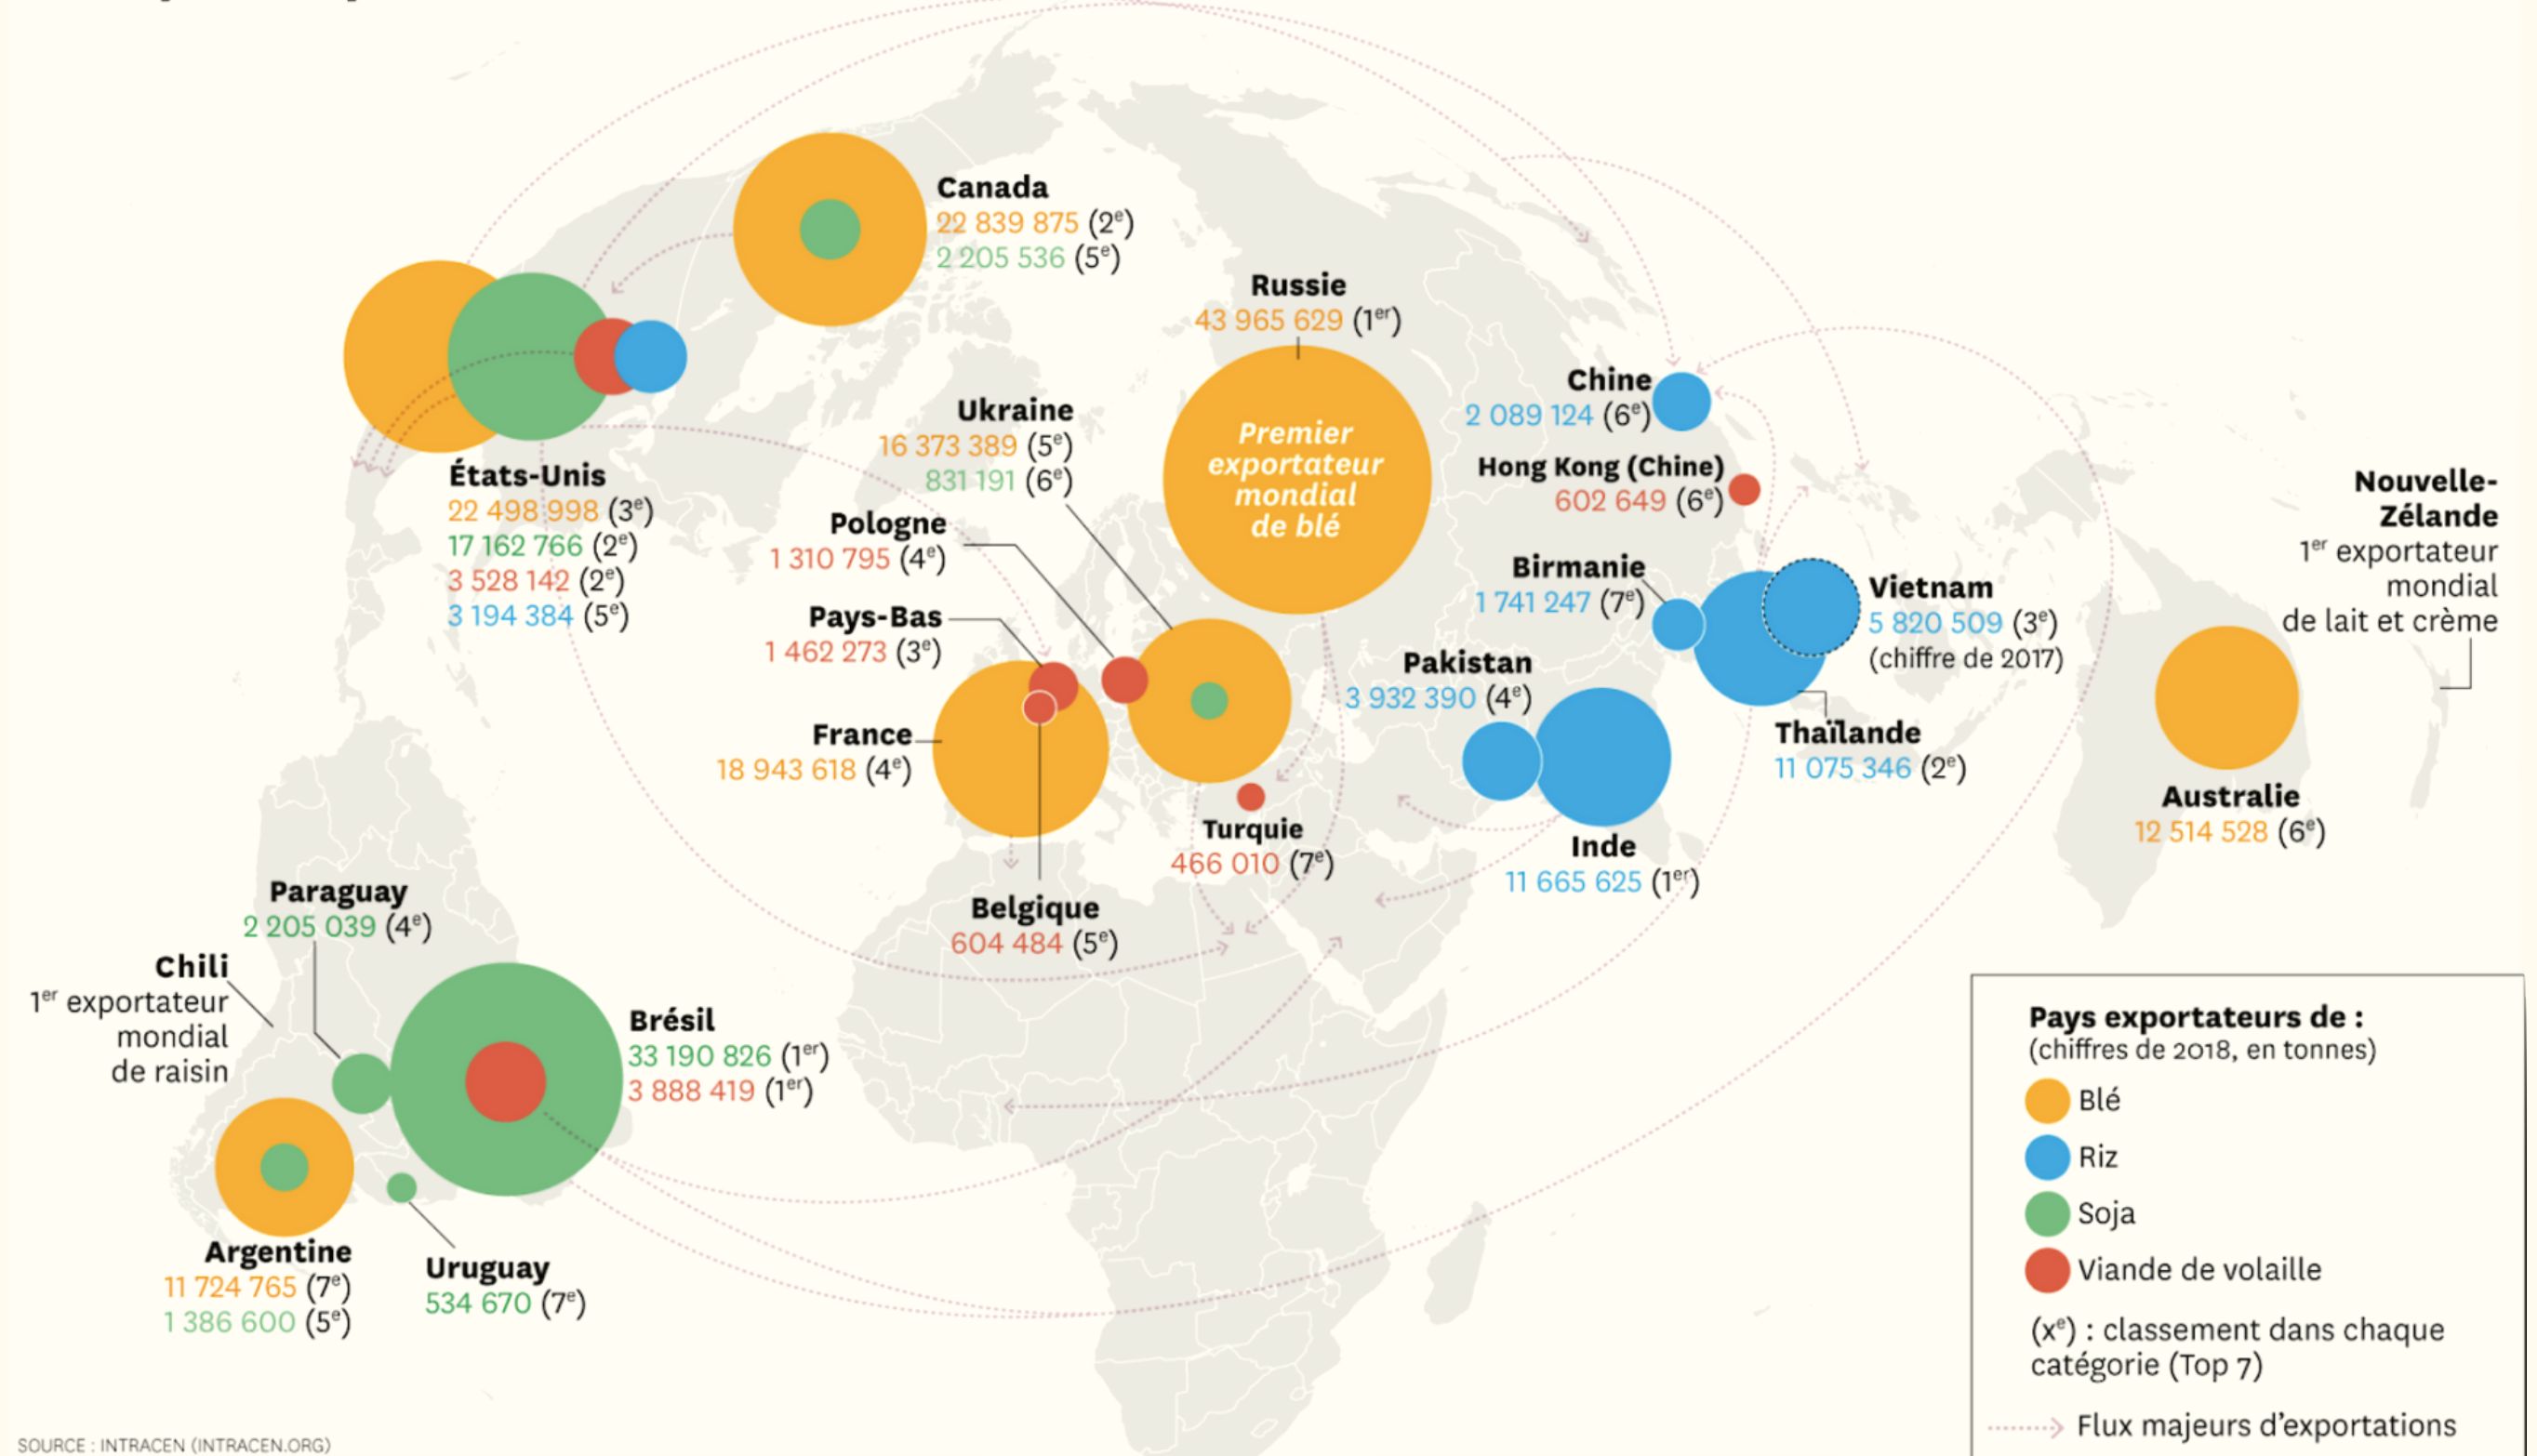 Canada
22 839 875 (2e)
2 205 536 (5e)
Russie
43 965 629 (1er)
Premier
exportateur
mondial
de blé
États-Unis
22 498 998 (3e)
17 162 766 (2e)
3 528 142 (2e)
3 194 384 (5e)
Ukraine
16 373 389 (5e)
831 191 (6e)
Pologne
1 310 795 (4e)
Pays-Bas
1 462 273 (3e)
France
18 943 618 (4e)
Belgique
604 484 (5e)
Turquie
466 010 (7e)
Chine
2 089 124 (6e)
Hong Kong (Chine)
602 649 (6e)
Birmanie
1 741 247 (7e)
Vietnam
5 820 509 (3e)
(chiffre de 2017)
Pakistan
3 932 390 (4e)
Thaïlande
11 075 346 (2e)
Inde
11 665 625 (1er)
Nouvelle-
Zélande
1er exportateur
mondial
de lait et crème
Australie
12 514 528 (6e)
Paraguay
2 205 039 (4e)
Chili
1er exportateur
mondial
de raisin
Brésil
33 190 826 (1er)
3 888 419 (1er)
Argentine
11 724 765 (7e)
1 386 600 (5e)
Uruguay
534 670 (7e)
Pays exportateurs de :
(chiffres de 2018, en tonnes)
Blé
Riz
Soja
Viande de volaille
(xe) : classement dans chaque
catégorie (Top 7)
Flux majeurs d'exportations
SOURCE : INTRACEN (INTRACEN.ORG)